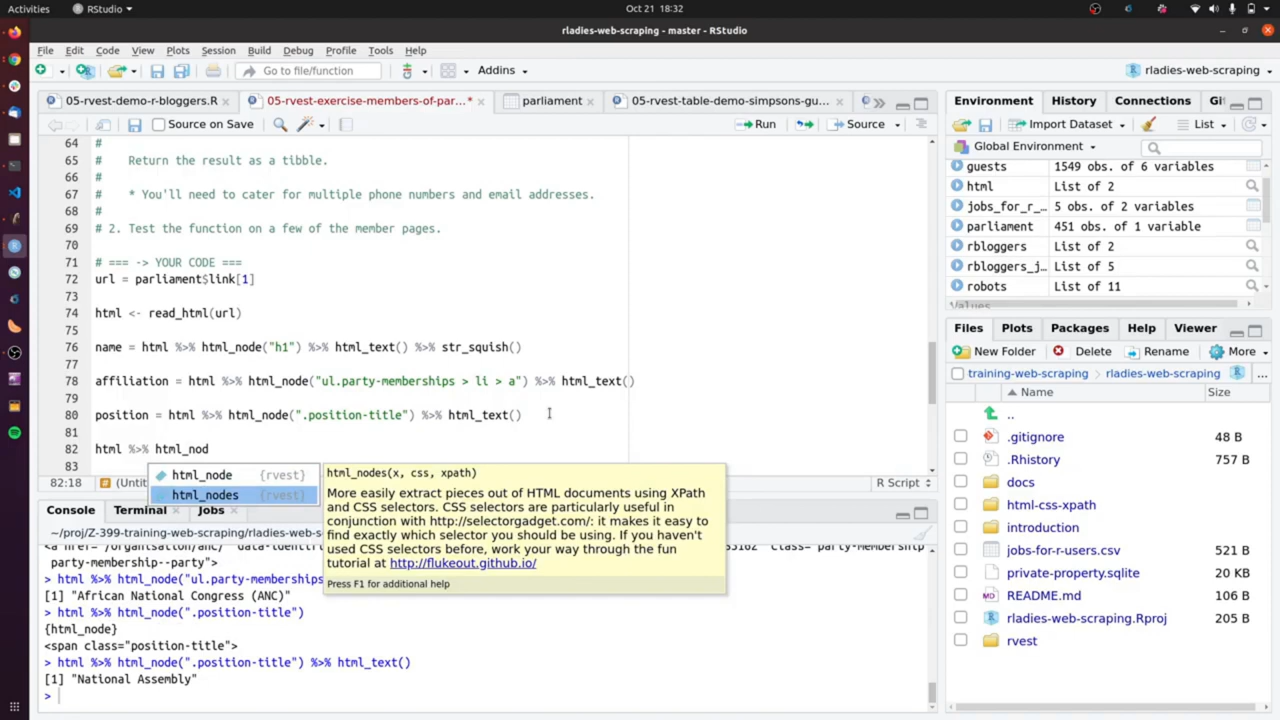 Activities RStudio Oct 21 18:32
rladies-web-scraping - master - RStudio
File Edit Code View Plots Session Build Debug Profile Tools Help
Go to file/function Addins rladies-web-scraping
05-rvest-demo-r-bloggers.R 05-rvest-exercise-members-of-par...* parliament 05-rvest-table-demo-simpsons-gu...
Source on Save Run Source
64 #
65 # Return the result as a tibble.
66 #
67 # * You'll need to cater for multiple phone numbers and email addresses.
68 #
69 # 2. Test the function on a few of the member pages.
70
71 # === -> YOUR CODE ===
72 url = parliament$link[1]
73
74 html <- read_html(url)
75
76 name = html %>% html_node("h1") %>% html_text() %>% str_squish()
77
78 affiliation = html %>% html_node("ul.party-memberships > li > a") %>% html_text()
79
80 position = html %>% html_node(".position-title") %>% html_text()
81
82 html %>% html_nod
83
html_node {rvest}
html_nodes {rvest}
html_nodes(x, css, xpath)
More easily extract pieces out of HTML documents using XPath
and CSS selectors. CSS selectors are particularly useful in
conjunction with http://selectorgadget.com/: it makes it easy to
find exactly which selector you should be using. If you haven't
used CSS selectors before, work your way through the fun
tutorial at http://flukeout.github.io/
Press F1 for additional help
82:18 (Untit R Script
Console Terminal Jobs
~/proj/Z-399-training-web-scraping/rladies-web-s
party-membership--party">
> html %>% html_node("ul.party-memberships
[1] "African National Congress (ANC)"
> html %>% html_node(".position-title")
{html_node}
<span class="position-title">
> html %>% html_node(".position-title") %>% html_text()
[1] "National Assembly"
>
Environment History Connections Gi
Import Dataset List
Global Environment
guests 1549 obs. of 6 variables
html List of 2
jobs_for_r_... 5 obs. of 2 variables
parliament 451 obs. of 1 variable
rbloggers List of 2
rbloggers_j... List of 5
robots List of 11
Values
Files Plots Packages Help Viewer
New Folder Delete Rename More
training-web-scraping rladies-web-scraping ...
Name Size
..
.gitignore 48 B
.Rhistory 757 B
docs
html-css-xpath
introduction
jobs-for-r-users.csv 521 B
private-property.sqlite 20 KB
README.md 106 B
rladies-web-scraping.Rproj 205 B
rvest